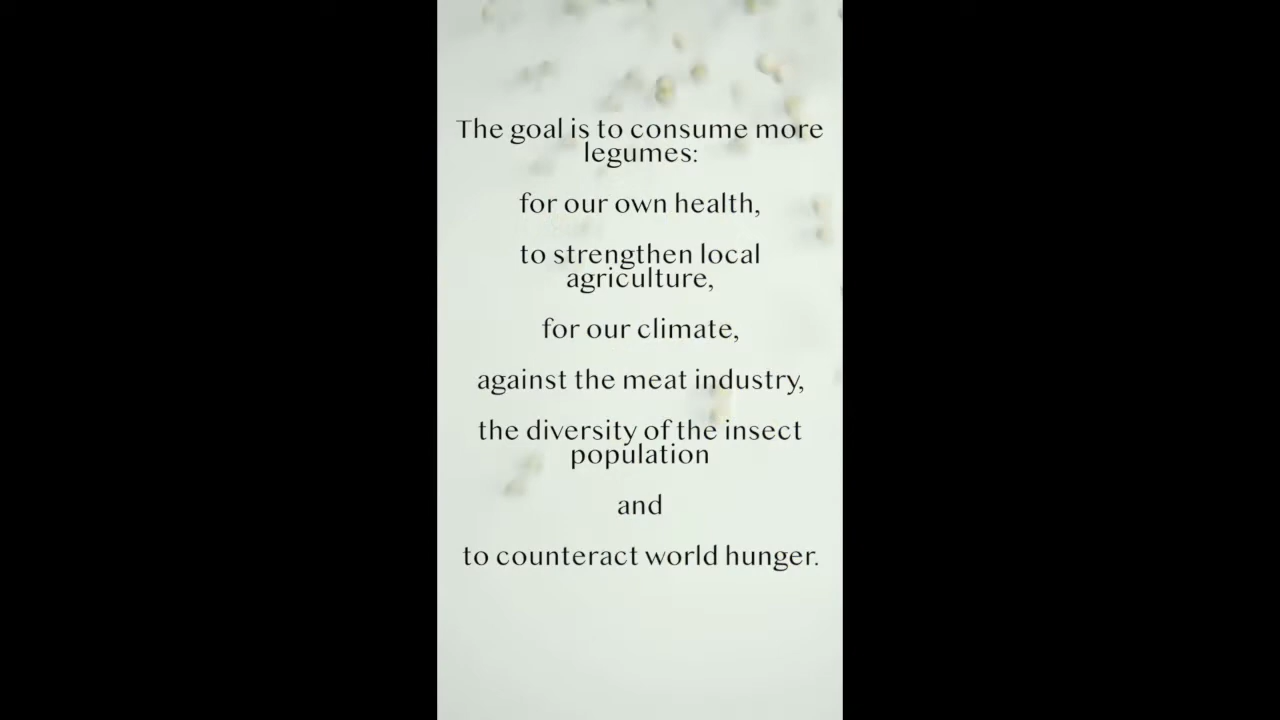 The goal is to consume more
legumes:
for our own health,
to strengthen local
agriculture,
for our climate,
against the meat industry,
the diversity of the insect
population
and
to counteract world hunger.